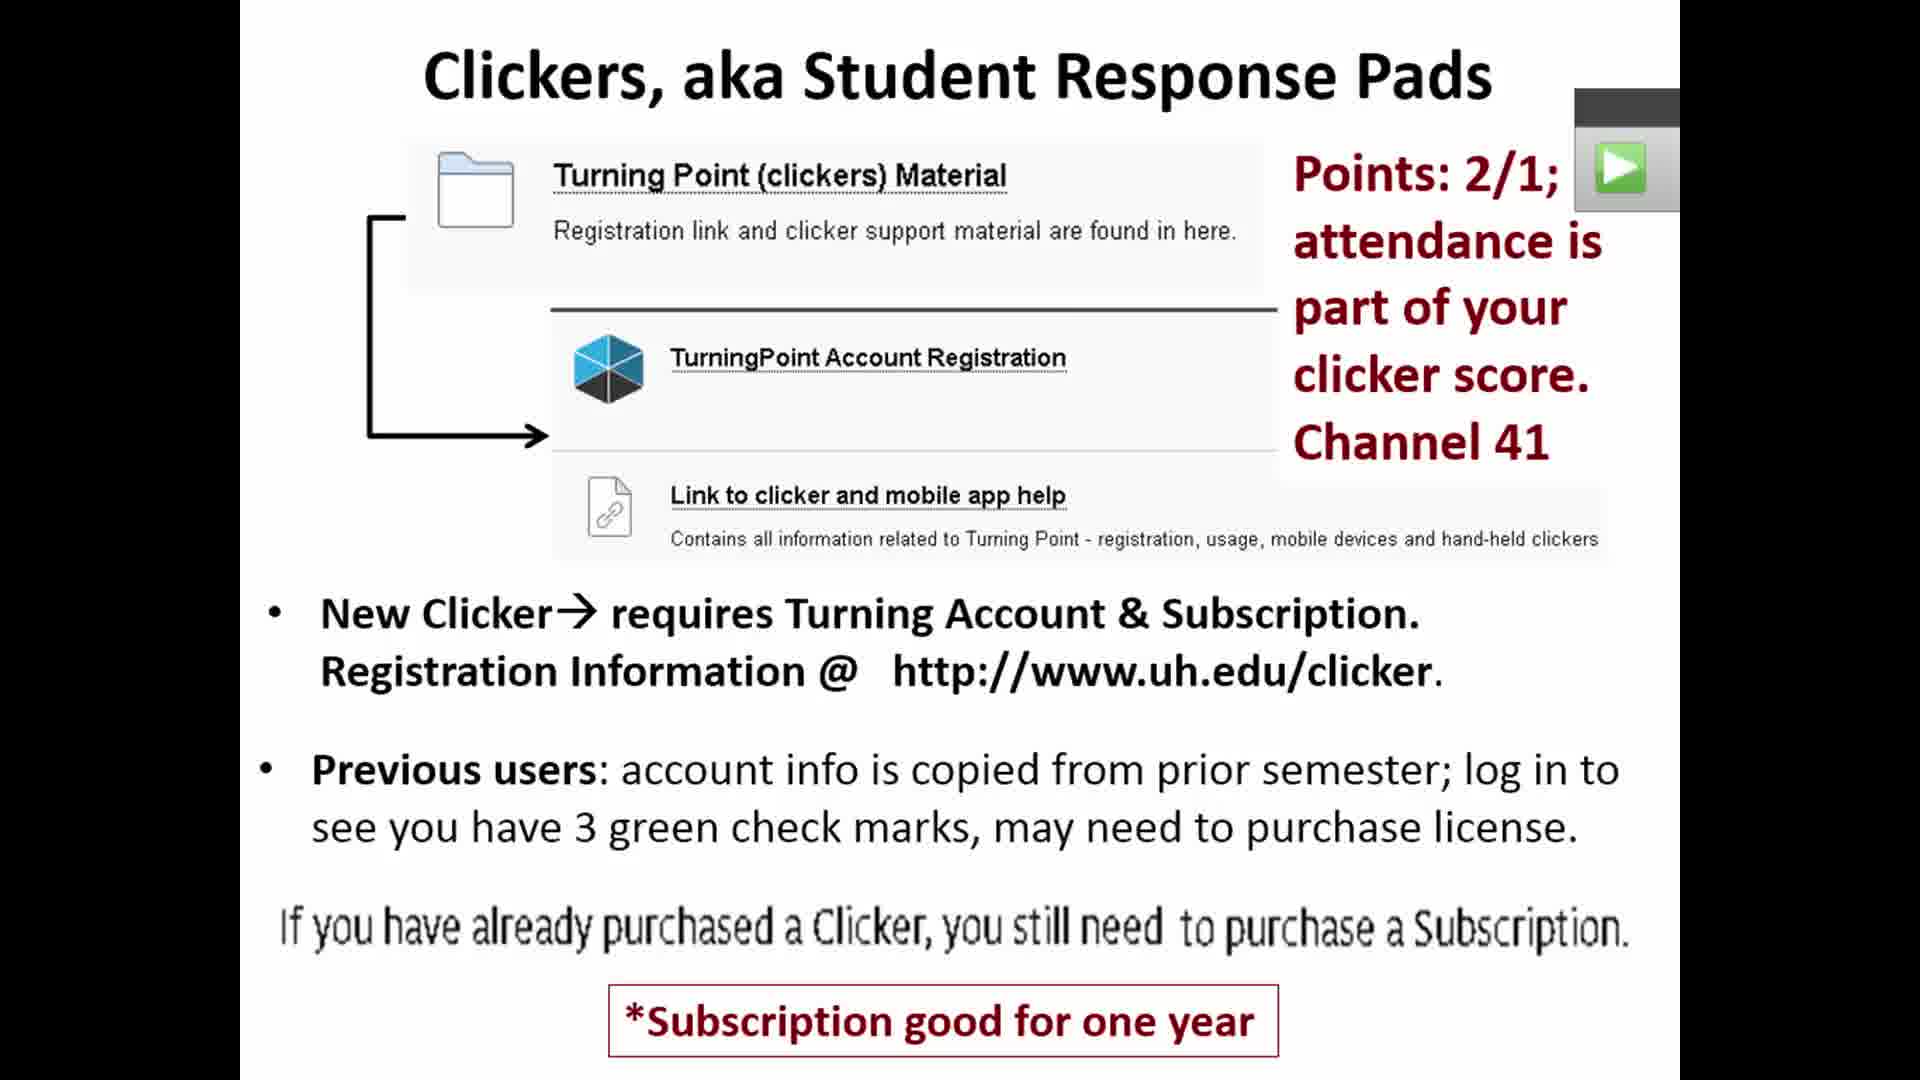 Clickers, aka Student Response Pads
Turning Point (clickers) Material
Registration link and clicker support material are found in here.
Points: 2/1;
attendance is
part of your
clicker score.
Channel 41
TurningPoint Account Registration
Link to clicker and mobile app help
Contains all information related to Turning Point - registration, usage, mobile devices and hand-held clickers
• New Clicker→ requires Turning Account & Subscription.
Registration Information @ http://www.uh.edu/clicker.
• Previous users: account info is copied from prior semester; log in to
see you have 3 green check marks, may need to purchase license.
If you have already purchased a Clicker, you still need to purchase a Subscription.
*Subscription good for one year